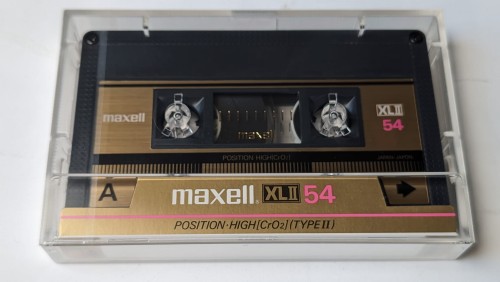 maxell
XLII
54
maxell
POSITION HIGH(CrO2)
A
maxell XLII 54
POSITION·HIGH[CrO2](TYPE II)